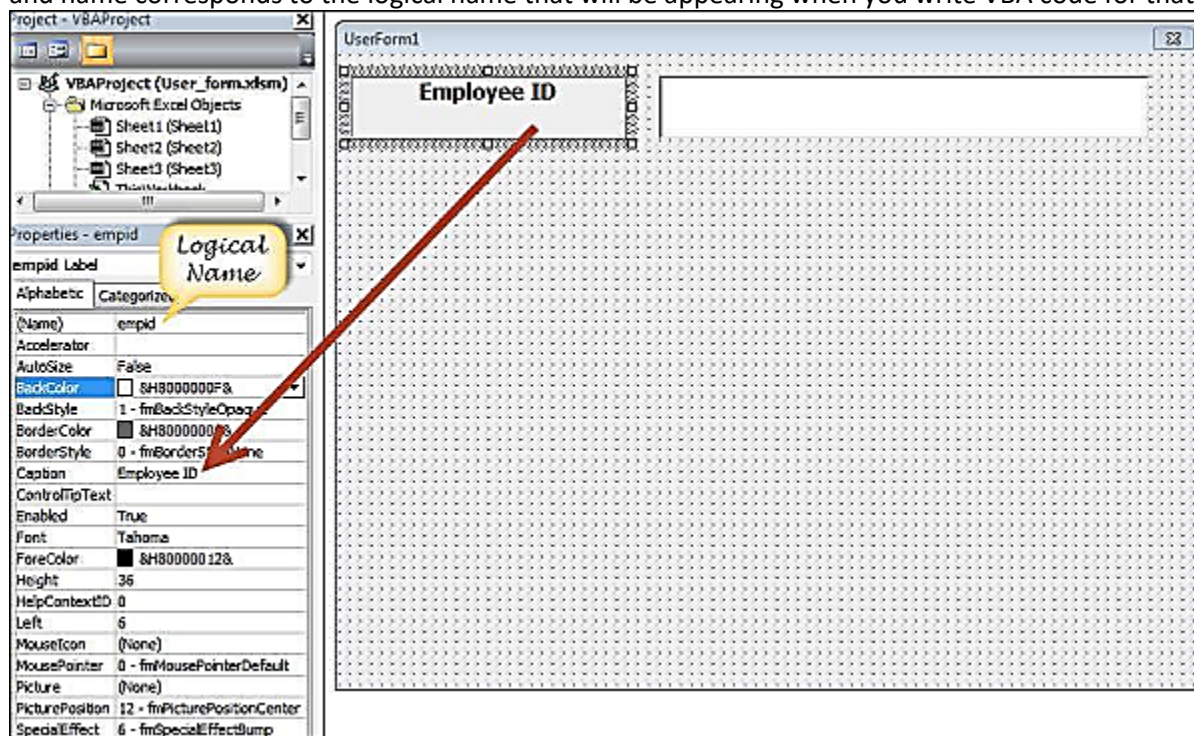 and name corresponds to the logical name that will be appearing when you write VBA code for that
Project - VBAProject
VBAProject (User_form.xlsm)
Microsoft Excel Objects
Sheet1 (Sheet1)
Sheet2 (Sheet2)
Sheet3 (Sheet3)
ThisWorkbook
Properties - empid
empid Label
Alphabetic Categorized
Logical
Name
(Name) empid
Accelerator
AutoSize False
BackColor &H8000000F&
BackStyle 1 - fmBackStyleOpaque
BorderColor
BorderStyle
Caption Employee ID
ControlTipText
Enabled True
Font Tahoma
ForeColor &H80000012&
Height 36
HelpContextID 0
Left 6
MouseIcon (None)
MousePointer 0 - fmMousePointerDefault
Picture (None)
PicturePosition 12 - fmPicturePositionCenter
SpecialEffect 6 - fmSpecialEffectBump
UserForm1
Employee ID